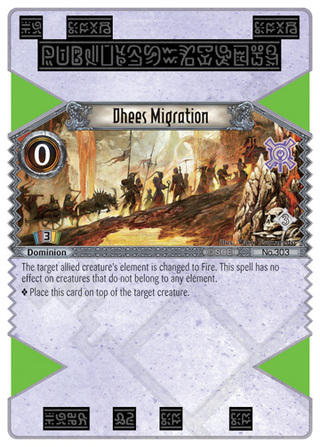 Dhees Migration
0
3
3
Dominion
No.303
The target allied creature's element is changed to Fire. This spell has no
effect on creatures that do not belong to any element.
❖ Place this card on top of the target creature.